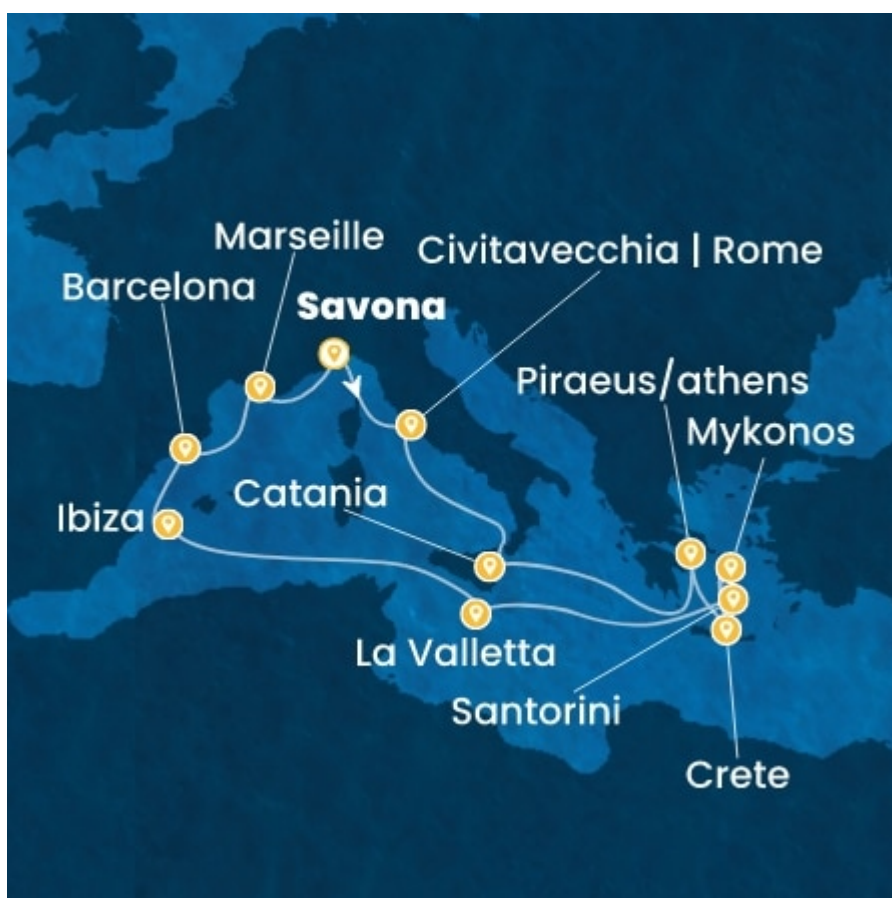 Marseille
Civitavecchia | Rome
Barcelona
Savona
Piraeus/athens
Mykonos
Catania
Ibiza
La Valletta
Santorini
Crete